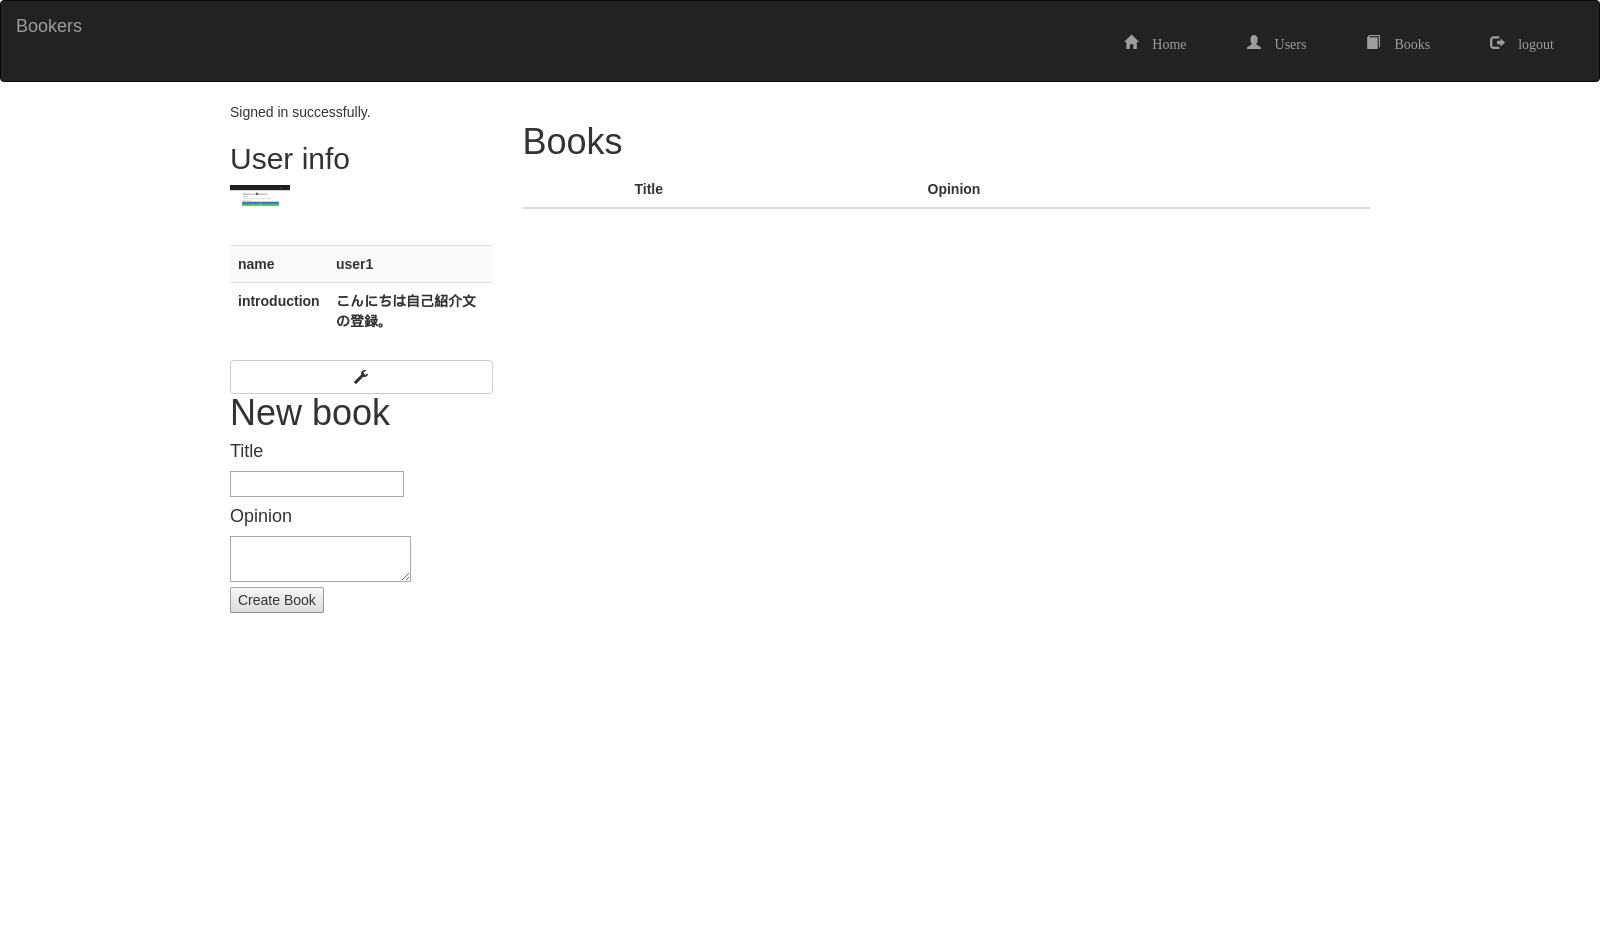 Bookers
Home Users Books logout
Signed in successfully.
User info
name user1
introduction こんにちは自己紹介文
の登録。
New book
Title
Opinion
Create Book
Books
Title Opinion